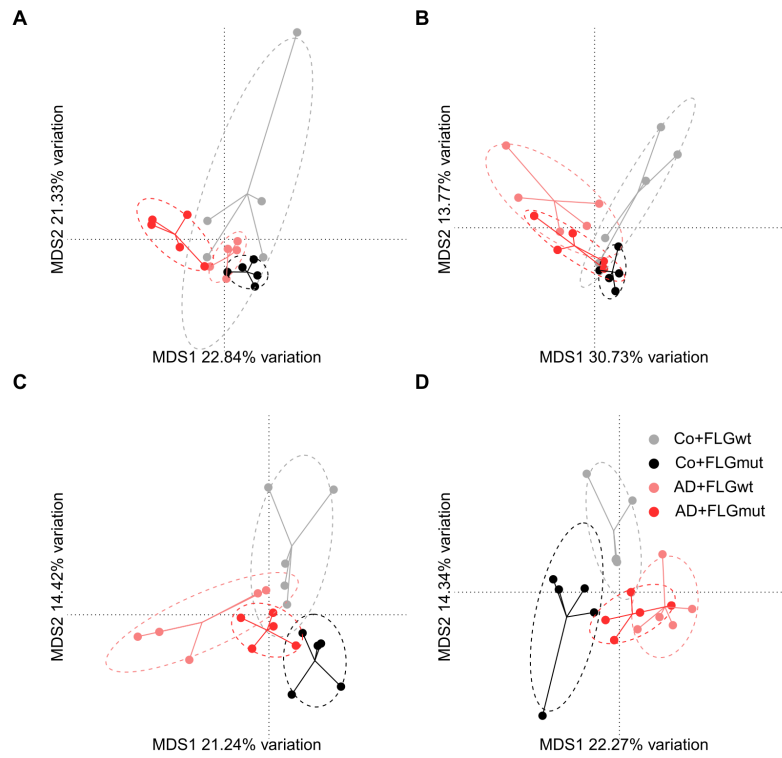 A
B
MDS2 21.33% variation
MDS2 13.77% variation
MDS1 22.84% variation
MDS1 30.73% variation
C
D
Co+FLGwt
Co+FLGmut
AD+FLGwt
AD+FLGmut
MDS2 14.42% variation
MDS2 14.34% variation
MDS1 21.24% variation
MDS1 22.27% variation